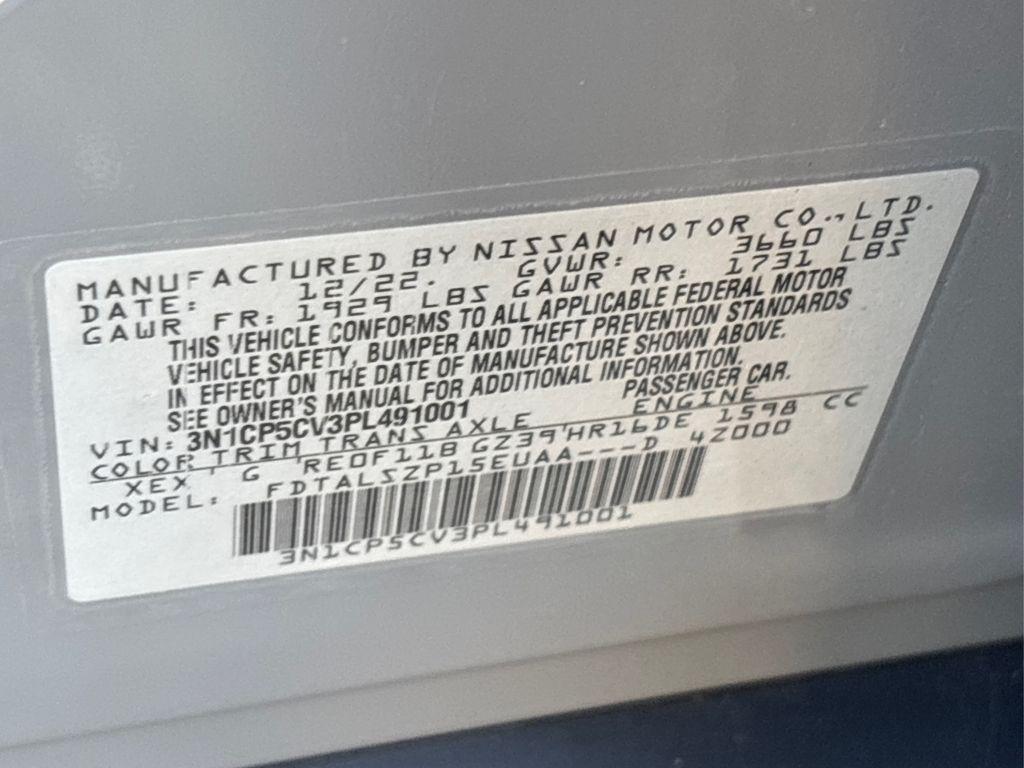 MANUFACTURED BY NISSAN MOTOR CO.,LTD.
DATE: 12/22. GVWR: 3660 LBS
GAWR FR: 1929 LBS GAWR RR: 1731 LBS
THIS VEHICLE CONFORMS TO ALL APPLICABLE FEDERAL MOTOR
VEHICLE SAFETY, BUMPER AND THEFT PREVENTION STANDARDS
IN EFFECT ON THE DATE OF MANUFACTURE SHOWN ABOVE.
SEE OWNER'S MANUAL FOR ADDITIONAL INFORMATION.
VIN: 3N1CP5CV3PL491001 PASSENGER CAR.
COLOR TRIM TRANS AXLE ENGINE
XEX G RE0F11B GZ39 HR16DE 1598 CC
MODEL: FDTALSZP15EUAA---D 4Z000
3N1CP5CV3PL491001